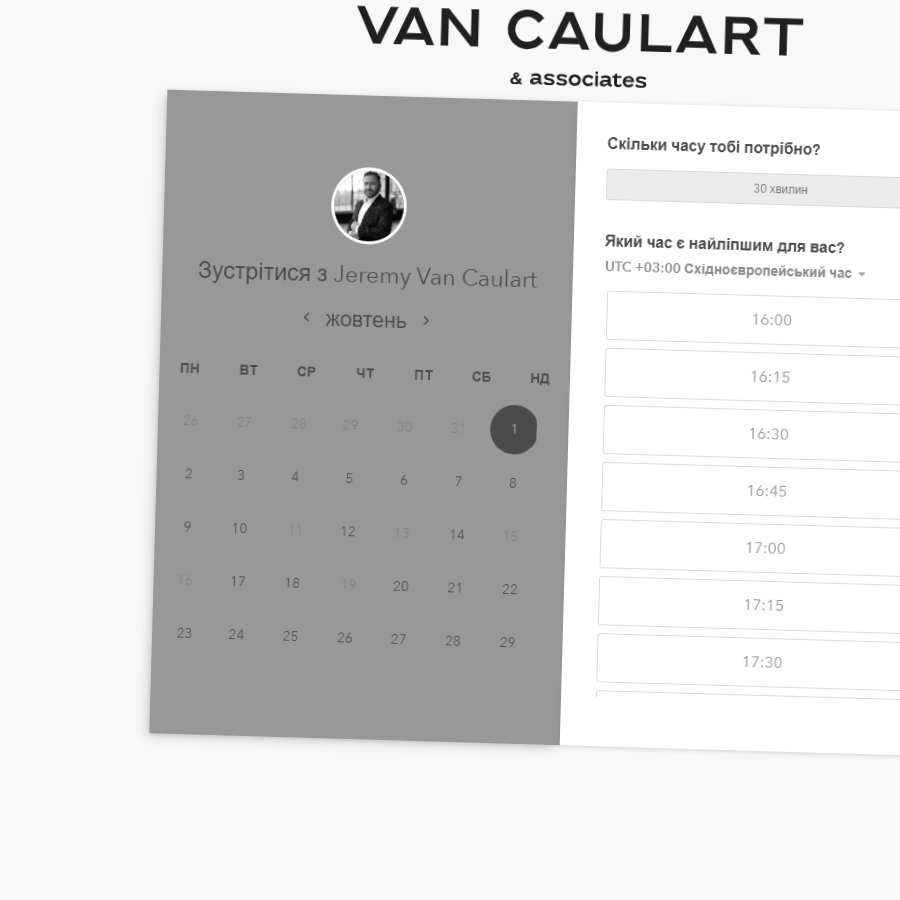 VAN CAULART
& associates
Зустрітися з Jeremy Van Caulart
жовтень
ПН ВТ СР ЧТ ПТ СБ НД
26 27 28 29 30 31 1
2 3 4 5 6 7 8
9 10 11 12 13 14 15
16 17 18 19 20 21 22
23 24 25 26 27 28 29
Скільки часу тобі потрібно?
30 хвилин
Який час є найліпшим для вас?
UTC +03:00 Східноєвропейський час
16:00
16:15
16:30
16:45
17:00
17:15
17:30